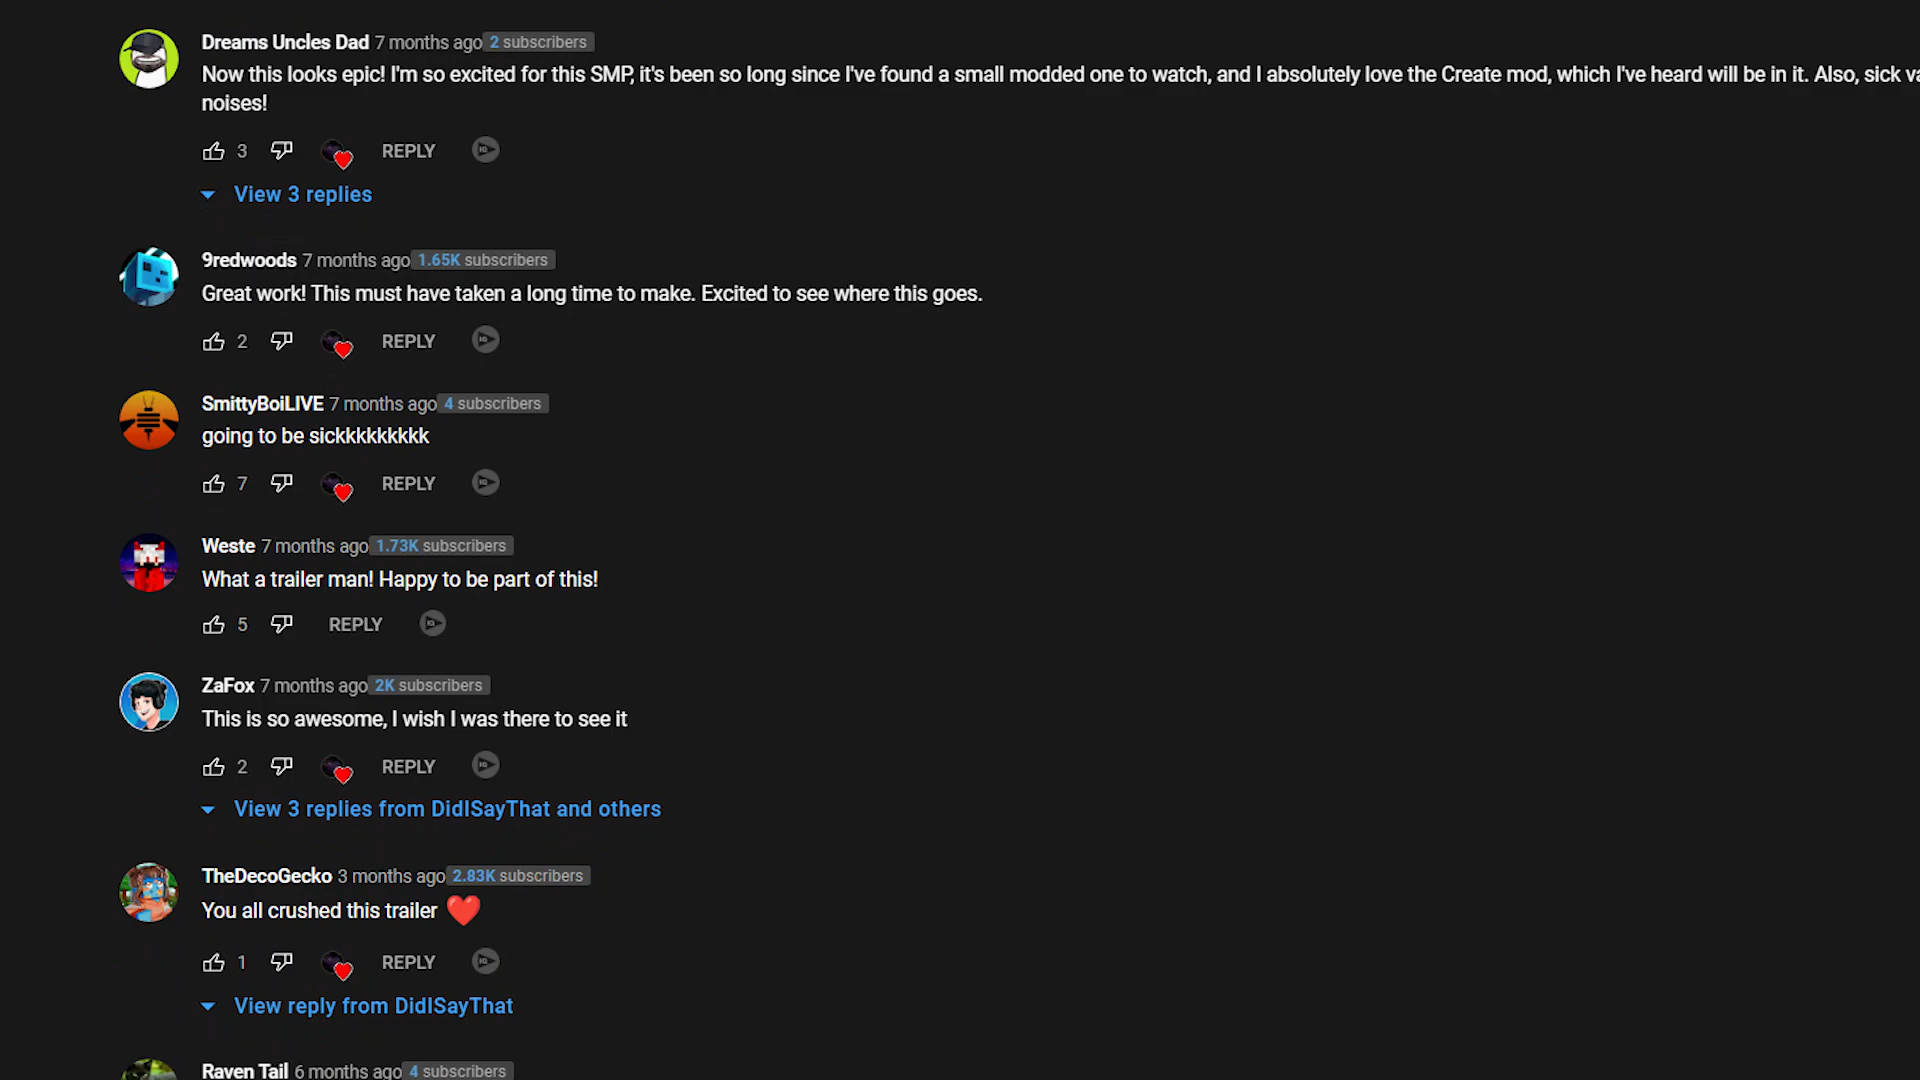 Dreams Uncles Dad 7 months ago 2 subscribers
Now this looks epic! I'm so excited for this SMP, it's been so long since I've found a small modded one to watch, and I absolutely love the Create mod, which I've heard will be in it. Also, sick
noises!
3 REPLY
View 3 replies
9redwoods 7 months ago 1.65K subscribers
Great work! This must have taken a long time to make. Excited to see where this goes.
2 REPLY
SmittyBoiLIVE 7 months ago 4 subscribers
going to be sickkkkkkkkk
7 REPLY
Weste 7 months ago 1.73K subscribers
What a trailer man! Happy to be part of this!
5 REPLY
ZaFox 7 months ago 2K subscribers
This is so awesome, I wish I was there to see it
2 REPLY
View 3 replies from DidISayThat and others
TheDecoGecko 3 months ago 2.83K subscribers
You all crushed this trailer ❤️
1 REPLY
View reply from DidISayThat
Raven Tail 6 months ago 4 subscribers